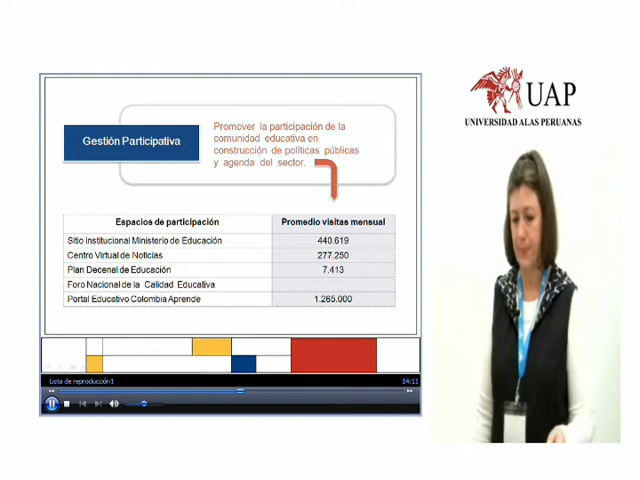 UAP
UNIVERSIDAD ALAS PERUANAS
Gestión Participativa
Promover la participación de la
comunidad educativa en
construcción de políticas públicas
y agenda del sector.
Espacios de participación Promedio visitas mensual
Sitio institucional Ministerio de Educación 440.619
Centro Virtual de Noticias 277.250
Plan Decenal de Educación 7.413
Foro Nacional de la Calidad Educativa
Portal Educativo Colombia Aprende 1.265.000
Lista de reproducción1 14:11